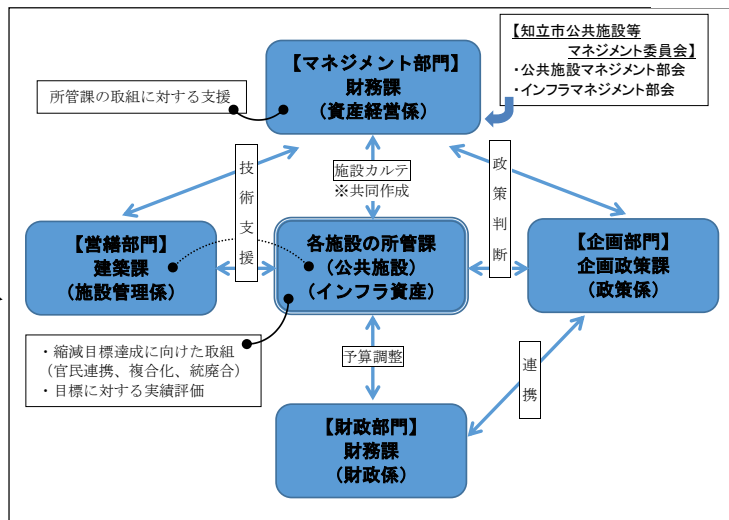 【知立市公共施設等
マネジメント委員会】
・公共施設マネジメント部会
・インフラマネジメント部会
【マネジメント部門】
財務課
（資産経営係）
所管課の取組に対する支援
技術支援
施設カルテ
※共同作成
政策判断
【営繕部門】
建築課
（施設管理係）
各施設の所管課
（公共施設）
（インフラ資産）
【企画部門】
企画政策課
（政策係）
・縮減目標達成に向けた取組
（官民連携、複合化、統廃合）
・目標に対する実績評価
予算調整
連携
【財政部門】
財務課
（財政係）